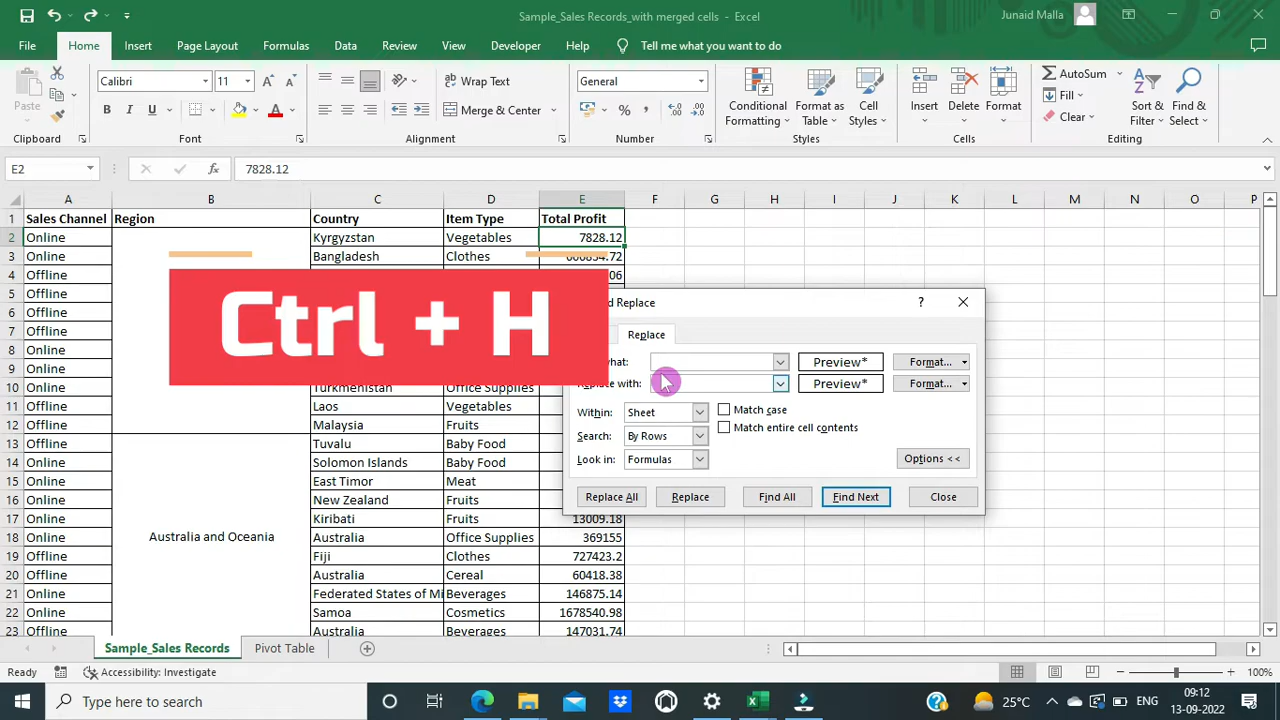 Sample_Sales Records_with merged cells - Excel
Junaid Malla
File Home Insert Page Layout Formulas Data Review View Developer Help Tell me what you want to do
Calibri 11 Wrap Text General AutoSum
Paste B I U Merge & Center % , Conditional Formatting Format as Table Cell Styles Insert Delete Format Fill Clear Sort & Filter Find & Select
Clipboard Font Alignment Number Styles Cells Editing
E2 fx 7828.12
A B C D E F G H I J K L M N O P
1 Sales Channel Region Country Item Type Total Profit
2 Online Kyrgyzstan Vegetables 7828.12
3 Online Bangladesh Clothes
4 Offline
5 Offline
6 Online
7 Offline
8 Online
9 Online
10 Offline Turkmenistan Office Supplies
11 Offline Laos Vegetables
12 Online Malaysia Fruits
13 Online Tuvalu Baby Food
14 Online Solomon Islands Baby Food
15 Online East Timor Meat
16 Online New Zealand Fruits
17 Online Kiribati Fruits 13009.18
18 Online Australia and Oceania Australia Office Supplies 369155
19 Offline Fiji Clothes 727423.2
20 Offline Australia Cereal 60418.38
21 Online Federated States of Mi Beverages 146875.14
22 Online Samoa Cosmetics 1678540.98
23 Offline Australia Beverages 147031.74
Ctrl + H
Replace
?
Replace
Preview* Format...
Preview* Format...
Within: Sheet Match case
Search: By Rows Match entire cell contents
Look in: Formulas Options <<
Replace All Replace Find All Find Next Close
Sample_Sales Records Pivot Table
Ready Accessibility: Investigate 100%
Type here to search 25°C ENG 09:12
13-09-2022